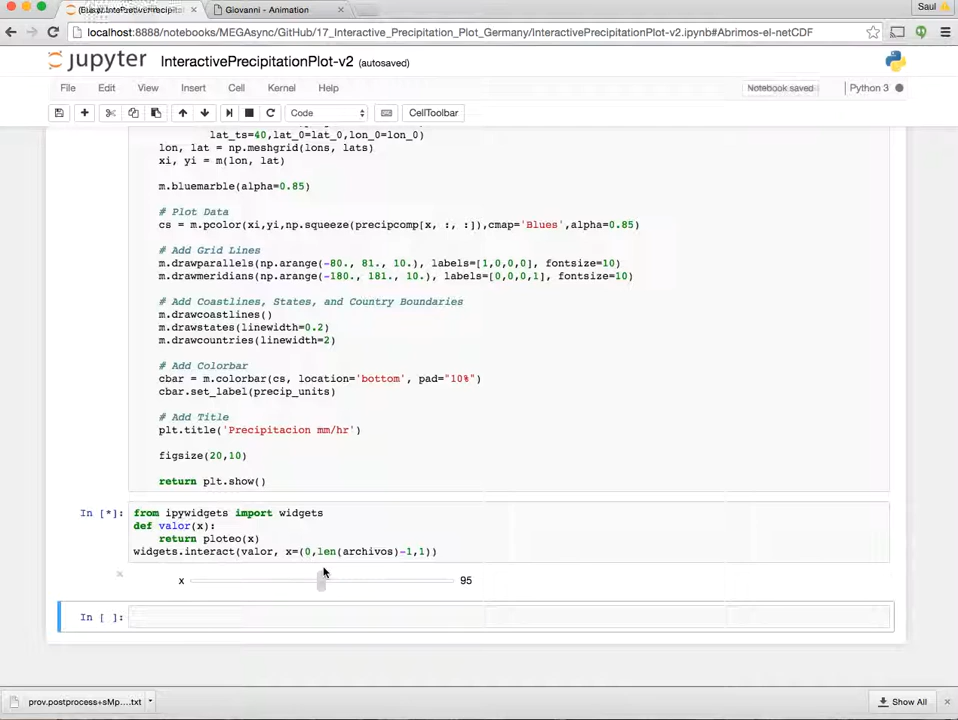 Giovanni - Animation
Saul
localhost:8888/notebooks/MEGAsync/GitHub/17_Interactive_Precipitation_Plot_Germany/InteractivePrecipitationPlot-v2.ipynb#Abrimos-el-netCDF
jupyter InteractivePrecipitationPlot-v2 (autosaved)
File Edit View Insert Cell Kernel Help Notebook saved Python 3
Code CellToolbar
lat_ts=40,lat_0=lat_0,lon_0=lon_0)
lon, lat = np.meshgrid(lons, lats)
xi, yi = m(lon, lat)
m.bluemarble(alpha=0.85)
# Plot Data
cs = m.pcolor(xi,yi,np.squeeze(precipcomp[x, :, :]),cmap='Blues',alpha=0.85)
# Add Grid Lines
m.drawparallels(np.arange(-80., 81., 10.), labels=[1,0,0,0], fontsize=10)
m.drawmeridians(np.arange(-180., 181., 10.), labels=[0,0,0,1], fontsize=10)
# Add Coastlines, States, and Country Boundaries
m.drawcoastlines()
m.drawstates(linewidth=0.2)
m.drawcountries(linewidth=2)
# Add Colorbar
cbar = m.colorbar(cs, location='bottom', pad="10%")
cbar.set_label(precip_units)
# Add Title
plt.title('Precipitacion mm/hr')
figsize(20,10)
return plt.show()
In [*]: from ipywidgets import widgets
def valor(x):
return ploteo(x)
widgets.interact(valor, x=(0,len(archivos)-1,1))
x 95
In [ ]:
prov.postprocess+sMp....txt
Show All